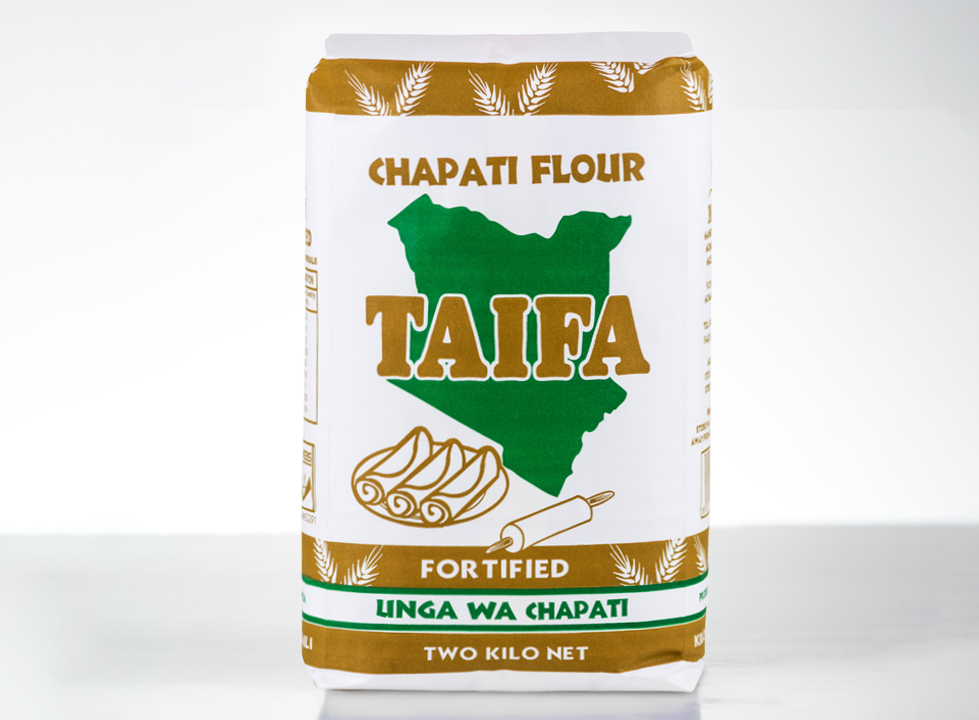 CHAPATI FLOUR
TAIFA
FORTIFIED
UNGA WA CHAPATI
TWO KILO NET